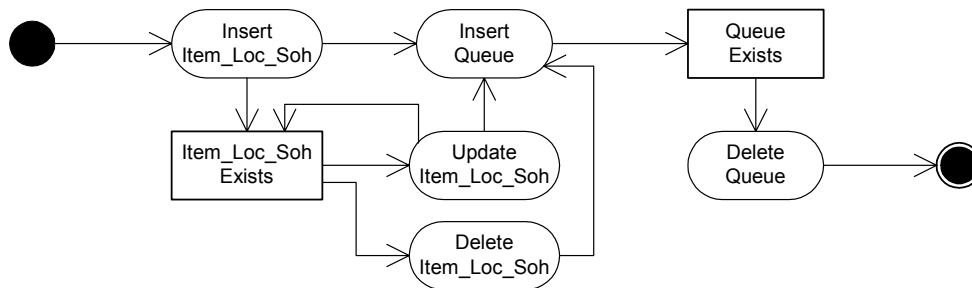 Insert
Item_Loc_Soh
Insert
Queue
Queue
Exists
Item_Loc_Soh
Exists
Update
Item_Loc_Soh
Delete
Queue
Delete
Item_Loc_Soh